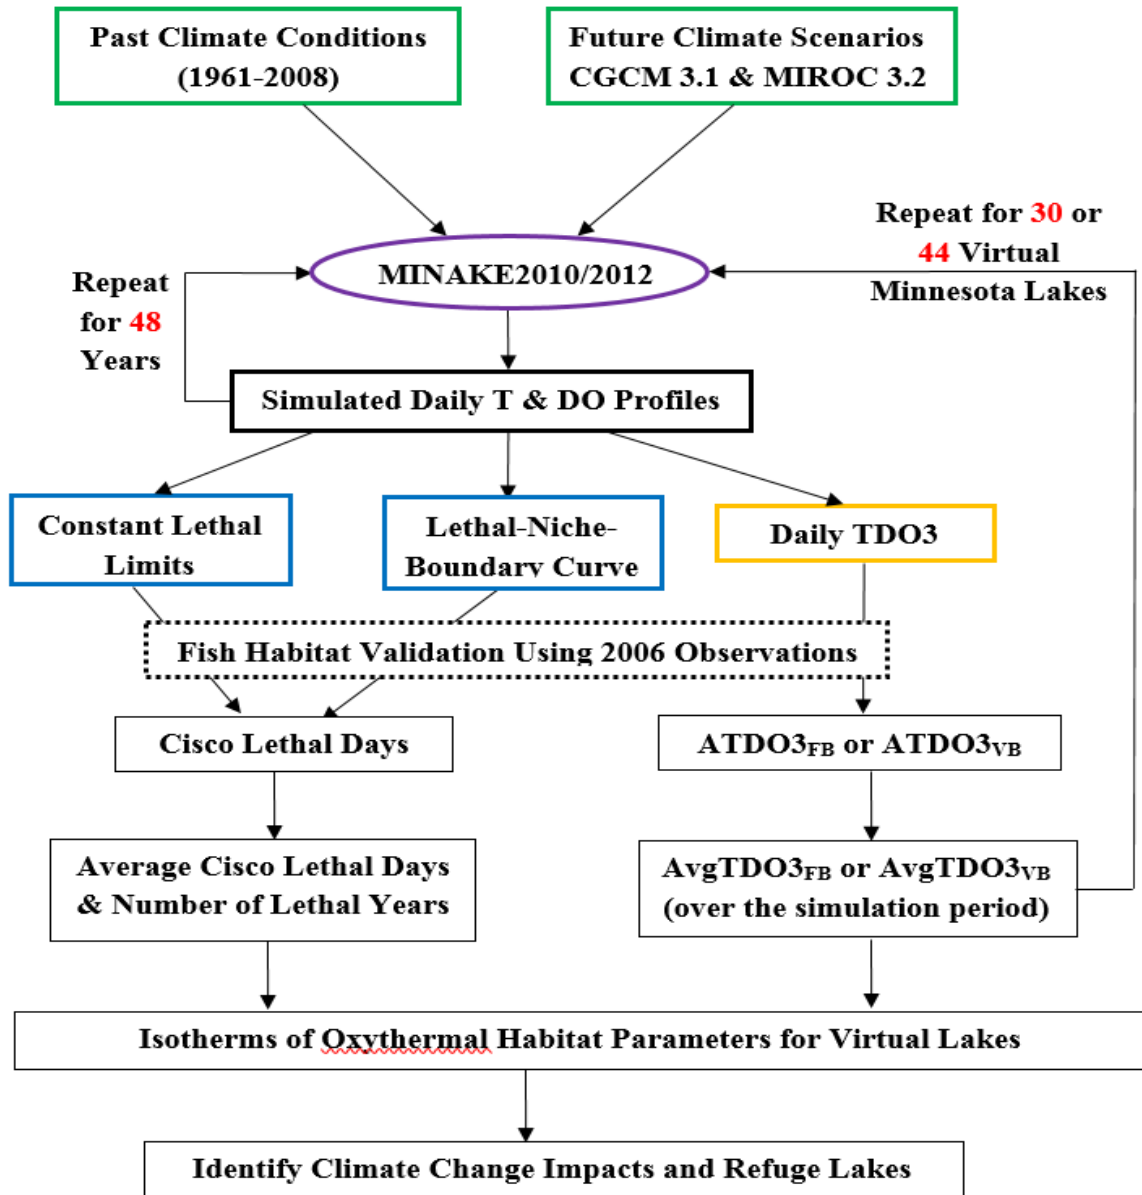 Past Climate Conditions
(1961-2008)
Future Climate Scenarios
CGCM 3.1 & MIROC 3.2
Repeat for 30 or
44 Virtual
Minnesota Lakes
MINAKE2010/2012
Repeat
for 48
Years
Simulated Daily T & DO Profiles
Constant Lethal
Limits
Lethal-Niche-
Boundary Curve
Daily TDO3
Fish Habitat Validation Using 2006 Observations
Cisco Lethal Days
ATDO3FB or ATDO3VB
Average Cisco Lethal Days
& Number of Lethal Years
AvgTDO3FB or AvgTDO3VB
(over the simulation period)
Isotherms of Oxythermal Habitat Parameters for Virtual Lakes
Identify Climate Change Impacts and Refuge Lakes